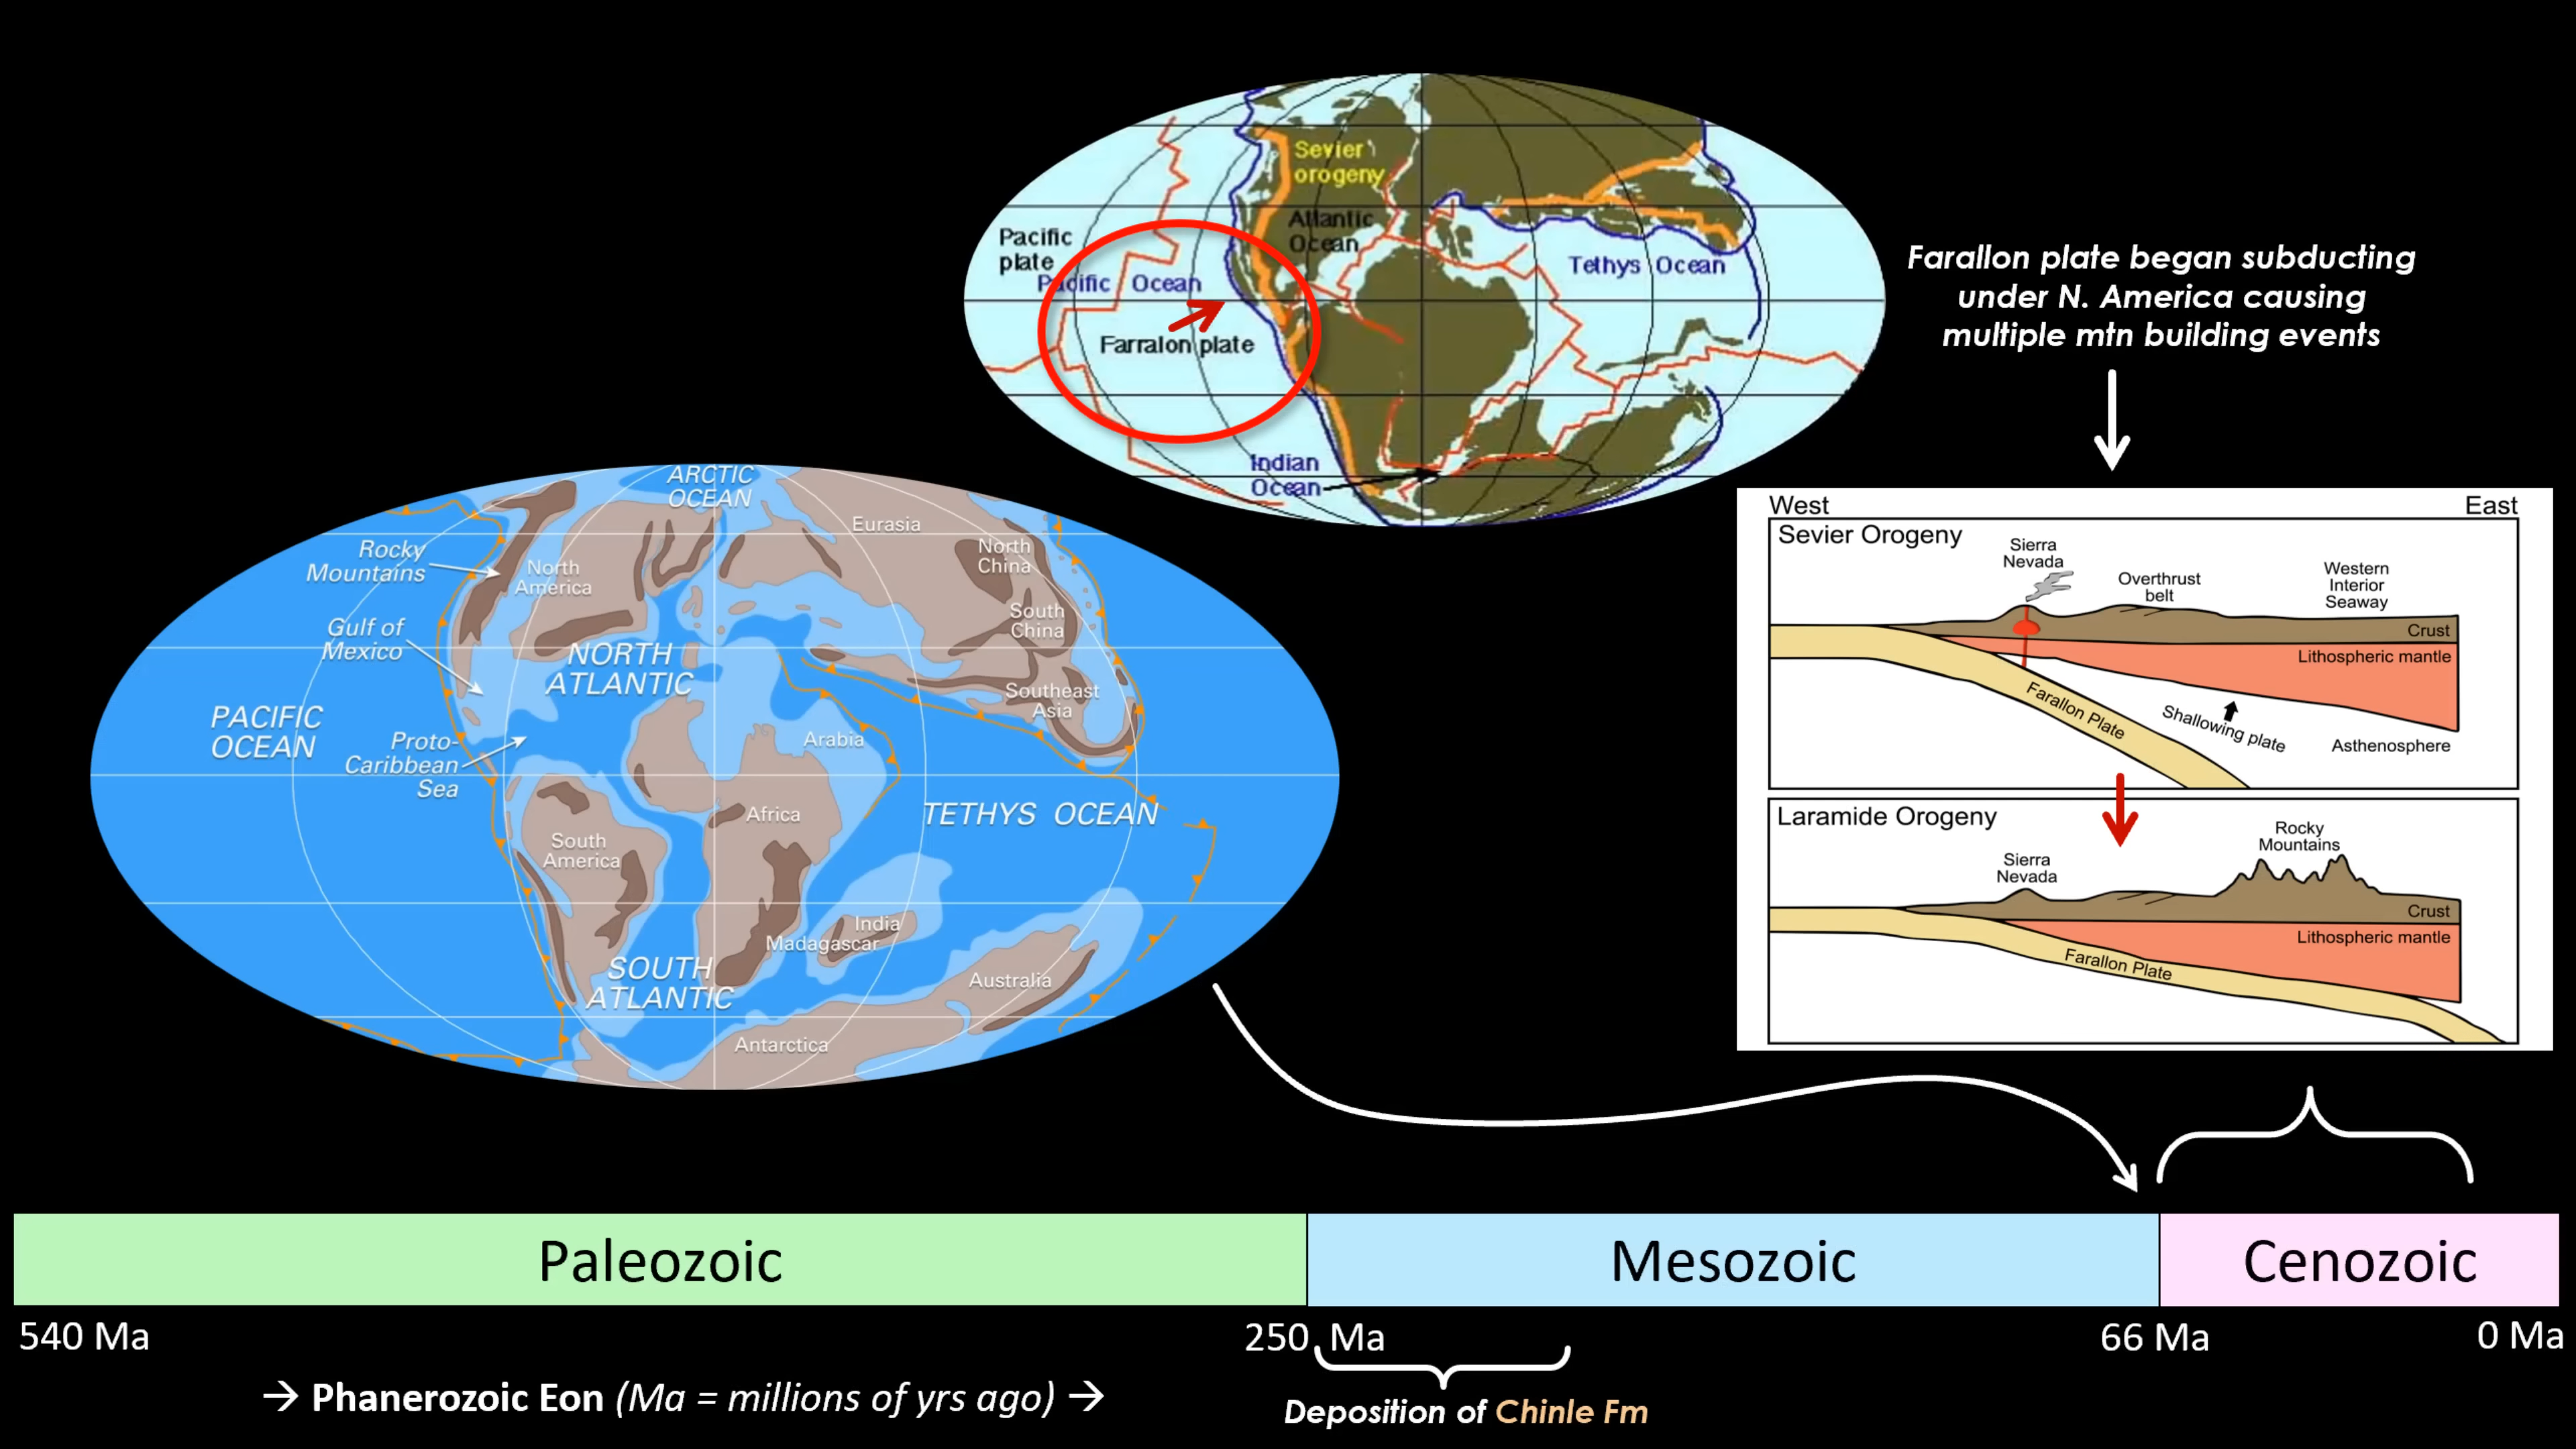 Sevier
orogeny
Atlantic
Ocean
Pacific
plate
Pacific Ocean
Farralon plate
Tethys Ocean
Indian
Ocean
Farallon plate began subducting
under N. America causing
multiple mtn building events
ARCTIC
OCEAN
Eurasia
Rocky
Mountains
North
America
North
China
South
China
Gulf of
Mexico
NORTH
ATLANTIC
Southeast
Asia
PACIFIC
OCEAN
Proto-
Caribbean
Sea
Arabia
TETHYS OCEAN
Africa
South
America
India
Madagascar
SOUTH
ATLANTIC
Australia
Antarctica
West
East
Sevier Orogeny
Sierra
Nevada
Overthrust
belt
Western
Interior
Seaway
Crust
Lithospheric mantle
Farallon Plate
Shallowing plate
Asthenosphere
Laramide Orogeny
Sierra
Nevada
Rocky
Mountains
Crust
Lithospheric mantle
Farallon Plate
Paleozoic
Mesozoic
Cenozoic
540 Ma
250 Ma
66 Ma
0 Ma
→ Phanerozoic Eon (Ma = millions of yrs ago) →
Deposition of Chinle Fm